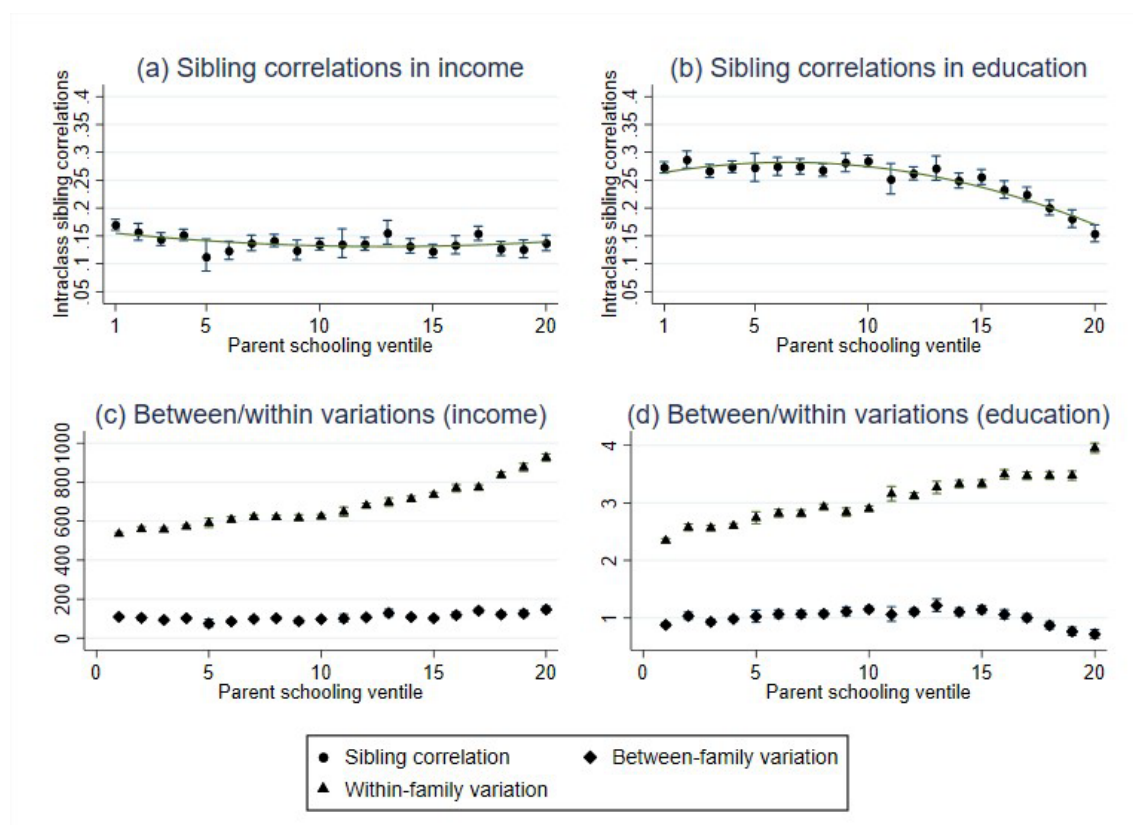 (a) Sibling correlations in income
Intraclass sibling correlations
.4
.35
.3
.25
.2
.15
.1
.05
1 5 10 15 20
Parent schooling ventile
(b) Sibling correlations in education
Intraclass sibling correlations
.4
.35
.3
.25
.2
.15
.1
.05
1 5 10 15 20
Parent schooling ventile
(c) Between/within variations (income)
1000
800
600
400
200
0
0 5 10 15 20
Parent schooling ventile
(d) Between/within variations (education)
4
3
2
1
0 5 10 15 20
Parent schooling ventile
Sibling correlation
Between-family variation
Within-family variation